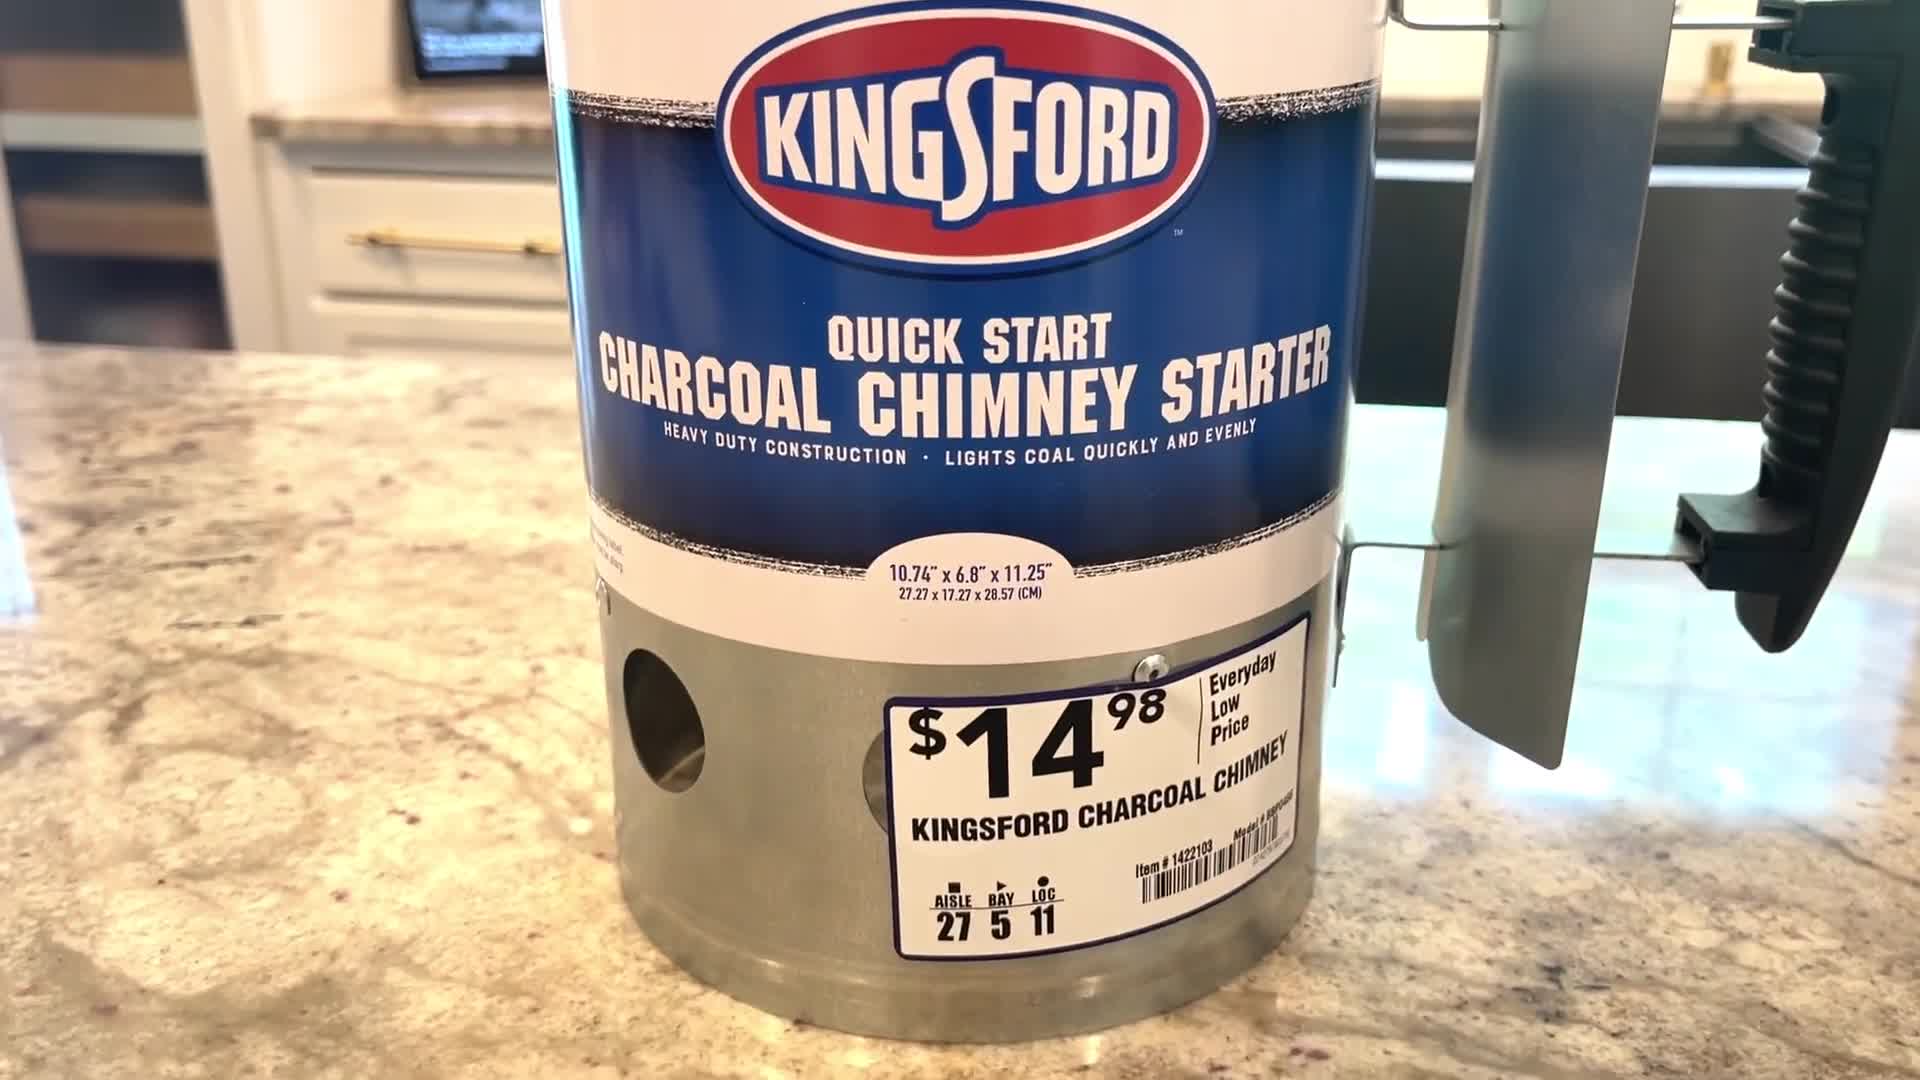 KINGSFORD
™
QUICK START
CHARCOAL CHIMNEY STARTER
HEAVY DUTY CONSTRUCTION · LIGHTS COAL QUICKLY AND EVENLY
10.74" x 6.8" x 11.25"
27.27 x 17.27 x 28.57 (CM)
$14 98
Everyday
Low
Price
KINGSFORD CHARCOAL CHIMNEY
Item # 1422103
Model #
AISLE BAY LOC
27 5 11